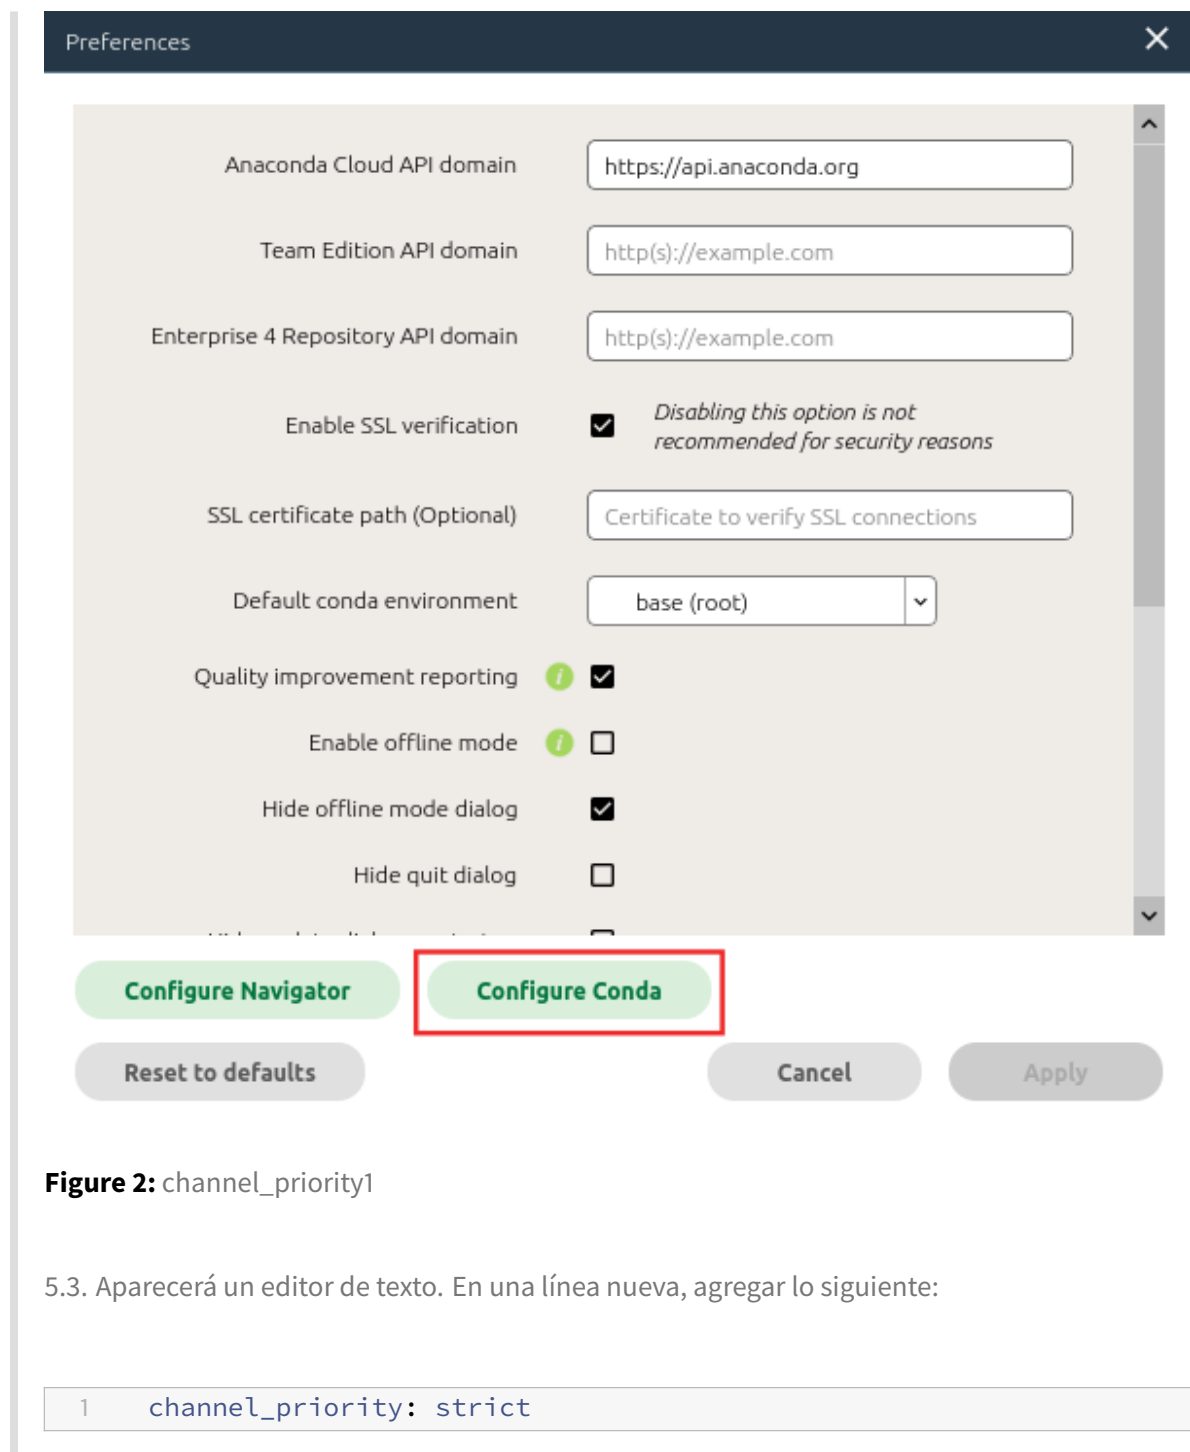 Preferences
Anaconda Cloud API domain
https://api.anaconda.org
Team Edition API domain
http(s)://example.com
Enterprise 4 Repository API domain
http(s)://example.com
Enable SSL verification
Disabling this option is not
recommended for security reasons
SSL certificate path (Optional)
Certificate to verify SSL connections
Default conda environment
base (root)
Quality improvement reporting
i
Enable offline mode
i
Hide offline mode dialog
Hide quit dialog
Configure Navigator
Configure Conda
Reset to defaults
Cancel
Apply
Figure 2: channel_priority1
5.3. Aparecerá un editor de texto. En una línea nueva, agregar lo siguiente:
1 channel_priority: strict